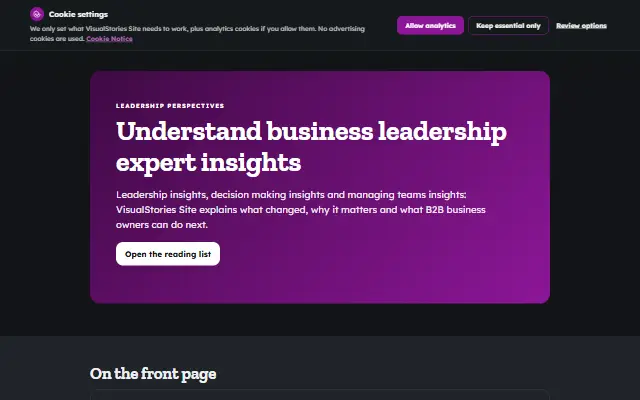 Cookie settings
We only set what VisualStories Site needs to work, plus analytics cookies if you allow them. No advertising
cookies are used. Cookie Notice
Allow analytics
Keep essential only
Review options
LEADERSHIP PERSPECTIVES
Understand business leadership
expert insights
Leadership insights, decision making insights and managing teams insights:
VisualStories Site explains what changed, why it matters and what B2B business
owners can do next.
Open the reading list
On the front page